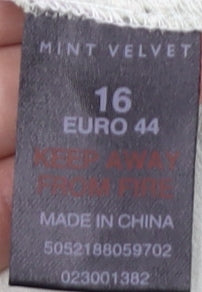 MINT VELVET
16
EURO 44
KEEP AWAY
FROM FIRE
MADE IN CHINA
5052188059702
023001382